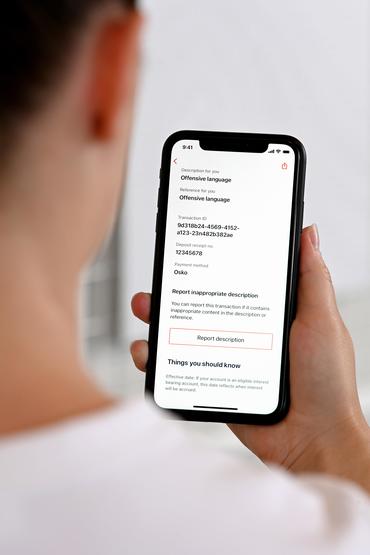 9:41
Description for you
Offensive language
Reference for you
Offensive language
Transaction ID
9d318b24-4569-4152-
a123-23n482b382ae
Deposit receipt no.
12345678
Payment method
Osko
Report inappropriate description
You can report this transaction if it contains
inappropriate content in the description or
reference.
Report description
Things you should know
Effective date: If your account is an eligible interest
bearing account, this date reflects when interest
will be accrued.